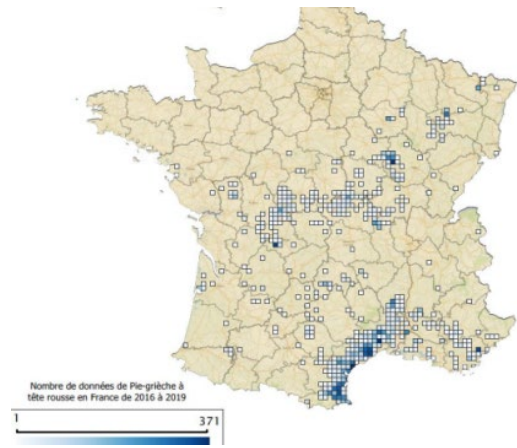 Nombre de données de Pie-grièche à
tête rousse en France de 2016 à 2019
1 371